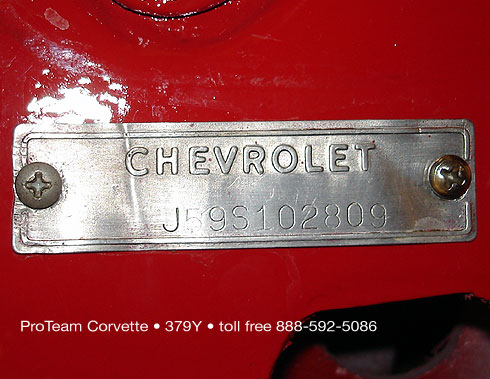 CHEVROLET
J59S102809
ProTeam Corvette • 379Y • toll free 888-592-5086